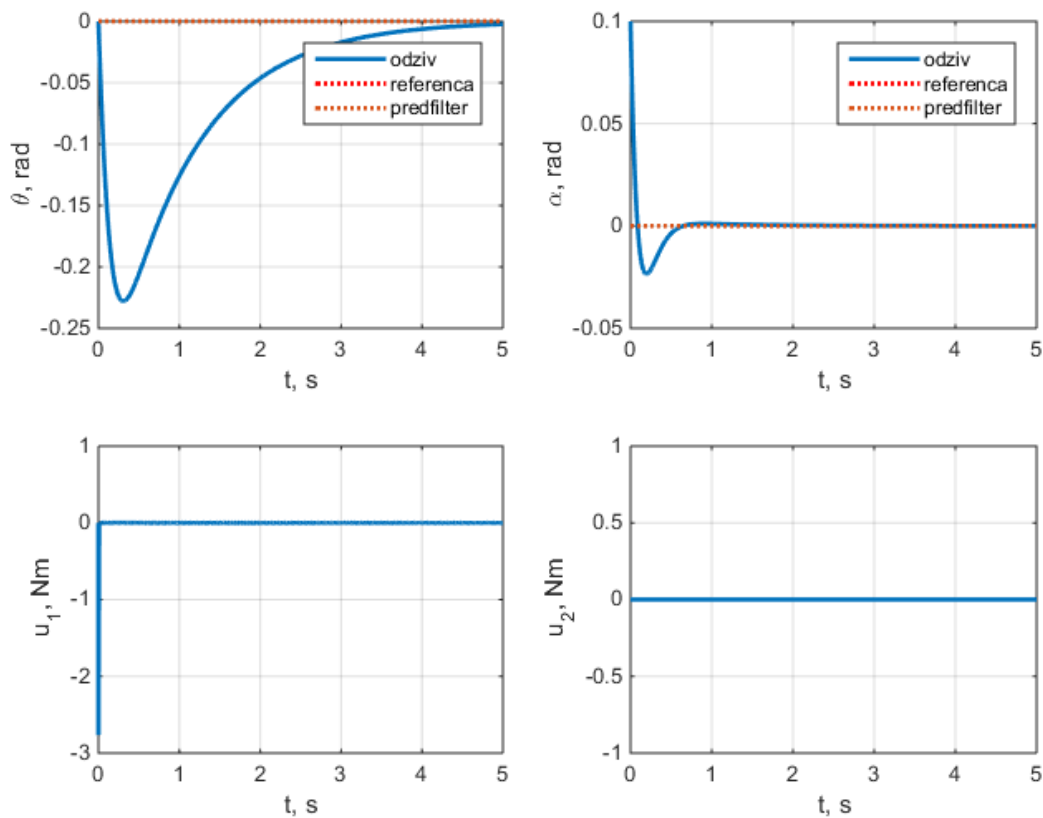 0
-0.05
-0.1
-0.15
-0.2
-0.25
θ, rad
0 1 2 3 4 5
t, s
odziv
referenca
predfilter
0.1
0.05
0
-0.05
α, rad
0 1 2 3 4 5
t, s
odziv
referenca
predfilter
1
0
-1
-2
-3
u_1, Nm
0 1 2 3 4 5
t, s
1
0.5
0
-0.5
-1
u_2, Nm
0 1 2 3 4 5
t, s